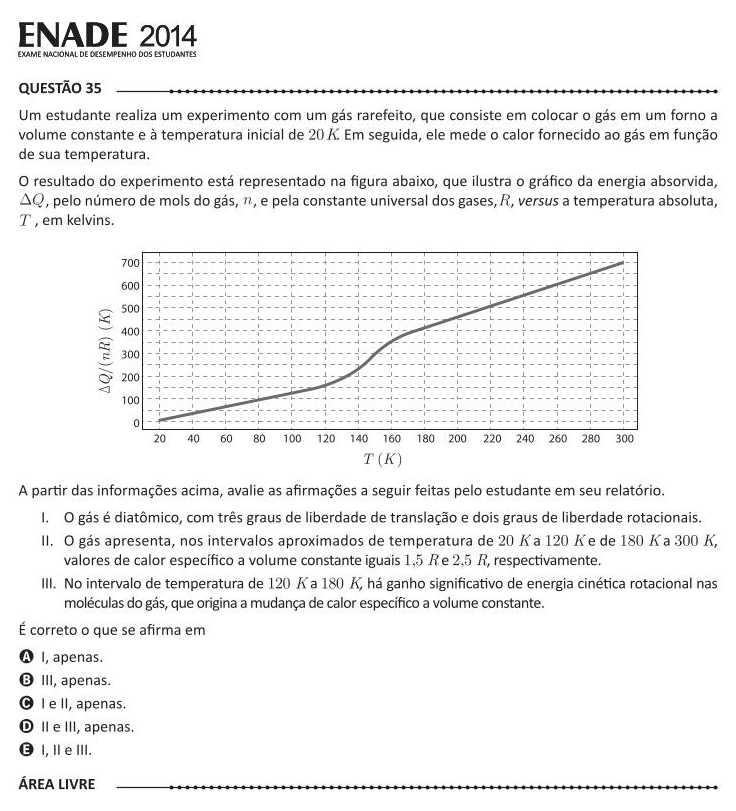 ENADE 2014
EXAME NACIONAL DE DESEMPENHO DOS ESTUDANTES
QUESTÃO 35
Um estudante realiza um experimento com um gás rarefeito, que consiste em colocar o gás em um forno a
volume constante e à temperatura inicial de 20 K. Em seguida, ele mede o calor fornecido ao gás em função
de sua temperatura.
O resultado do experimento está representado na figura abaixo, que ilustra o gráfico da energia absorvida,
ΔQ, pelo número de mols do gás, n, e pela constante universal dos gases, R, versus a temperatura absoluta,
T , em kelvins.
700
600
500
400
300
200
100
0
ΔQ/(nR) (K)
20 40 60 80 100 120 140 160 180 200 220 240 260 280 300
T (K)
A partir das informações acima, avalie as afirmações a seguir feitas pelo estudante em seu relatório.
I. O gás é diatômico, com três graus de liberdade de translação e dois graus de liberdade rotacionais.
II. O gás apresenta, nos intervalos aproximados de temperatura de 20 K a 120 K e de 180 K a 300 K,
valores de calor específico a volume constante iguais 1,5 R e 2,5 R, respectivamente.
III. No intervalo de temperatura de 120 K a 180 K, há ganho significativo de energia cinética rotacional nas
moléculas do gás, que origina a mudança de calor específico a volume constante.
É correto o que se afirma em
A I, apenas.
B III, apenas.
C I e II, apenas.
D II e III, apenas.
E I, II e III.
ÁREA LIVRE